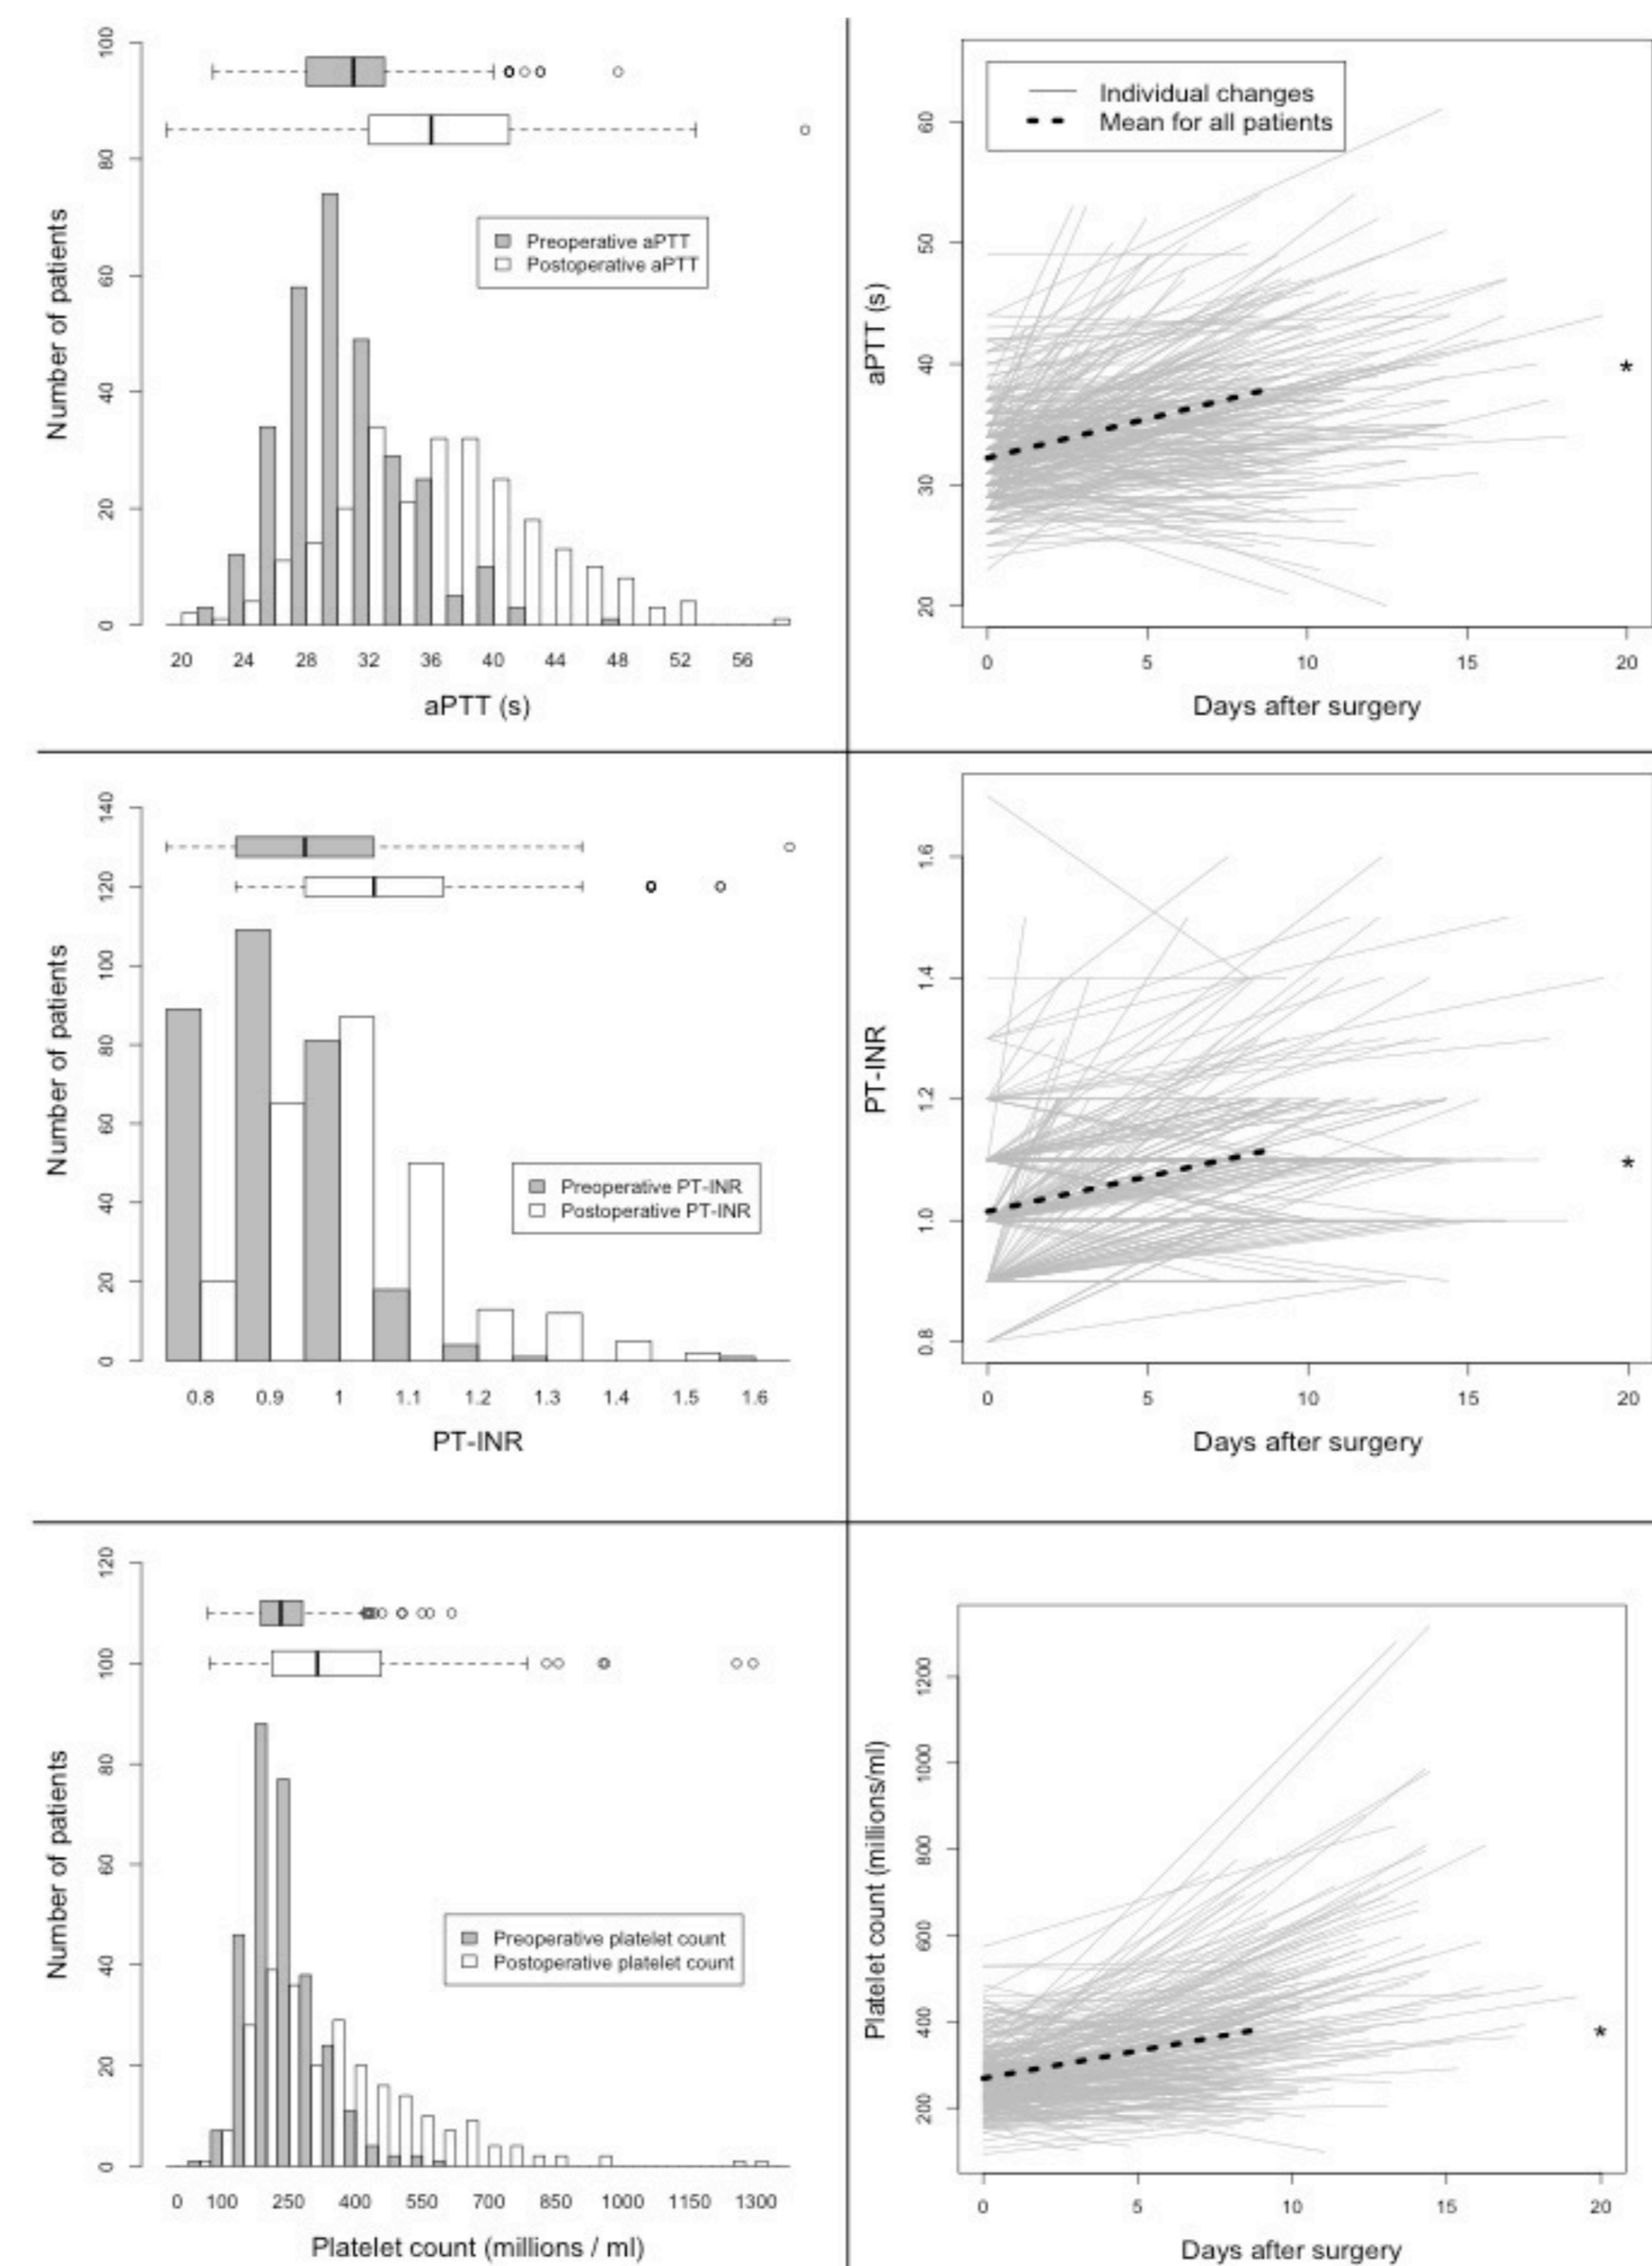 100
80
60
40
20
0
Number of patients
Preoperative aPTT
Postoperative aPTT
20 24 28 32 36 40 44 48 52 56
aPTT (s)
Individual changes
Mean for all patients
60
50
40
30
20
aPTT (s)
*
0 5 10 15 20
Days after surgery
140
120
100
80
60
40
20
0
Number of patients
Preoperative PT-INR
Postoperative PT-INR
0.8 0.9 1 1.1 1.2 1.3 1.4 1.5 1.6
PT-INR
1.6
1.4
1.2
1.0
0.8
PT-INR
*
0 5 10 15 20
Days after surgery
120
100
80
60
40
20
0
Number of patients
Preoperative platelet count
Postoperative platelet count
0 100 250 400 550 700 850 1000 1150 1300
Platelet count (millions / ml)
1200
1000
800
600
400
200
Platelet count (millions/ml)
*
0 5 10 15 20
Days after surgery